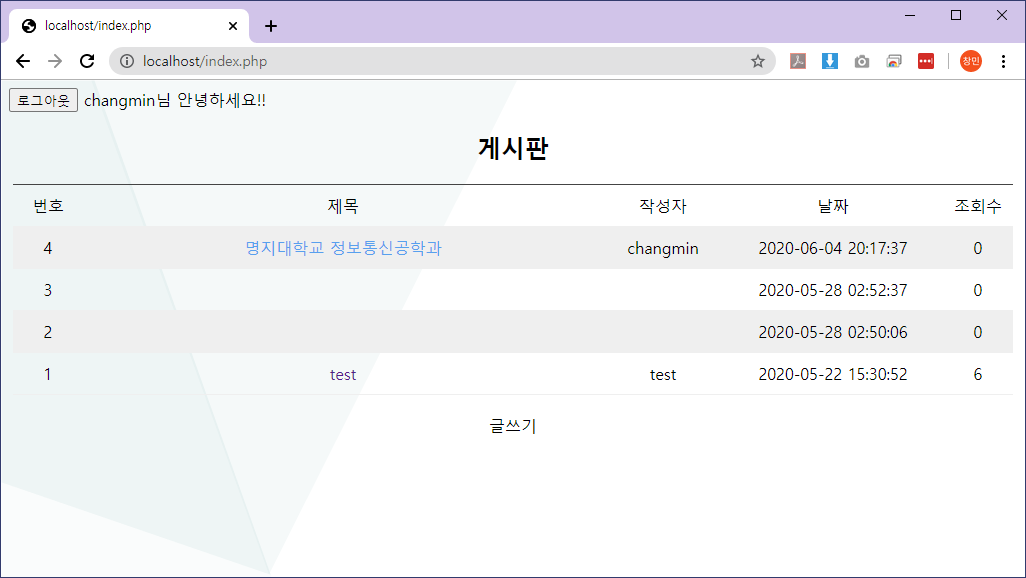 localhost/index.php
localhost/index.php
창민
로그아웃 changmin님 안녕하세요!!
게시판
번호 제목 작성자 날짜 조회수
4 명지대학교 정보통신공학과 changmin 2020-06-04 20:17:37 0
3 2020-05-28 02:52:37 0
2 2020-05-28 02:50:06 0
1 test test 2020-05-22 15:30:52 6
글쓰기